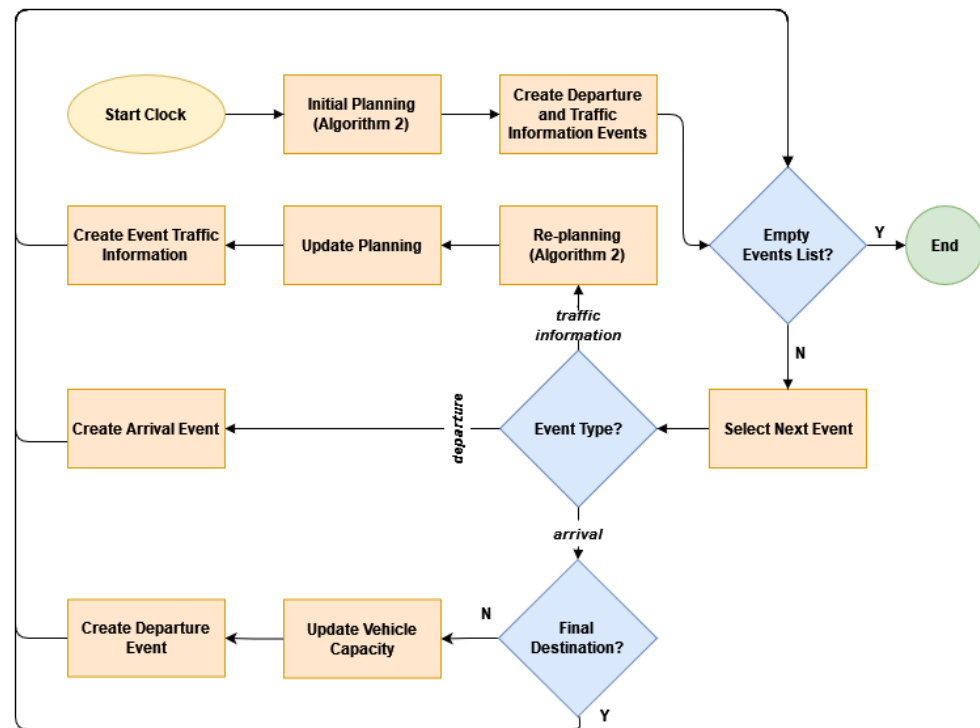 Start Clock
Initial Planning
(Algorithm 2)
Create Departure
and Traffic
Information Events
Create Event Traffic
Information
Update Planning
Re-planning
(Algorithm 2)
Empty
Events List?
Y
End
traffic
information
N
Create Arrival Event
departure
Event Type?
Select Next Event
arrival
Create Departure
Event
Update Vehicle
Capacity
N
Final
Destination?
Y